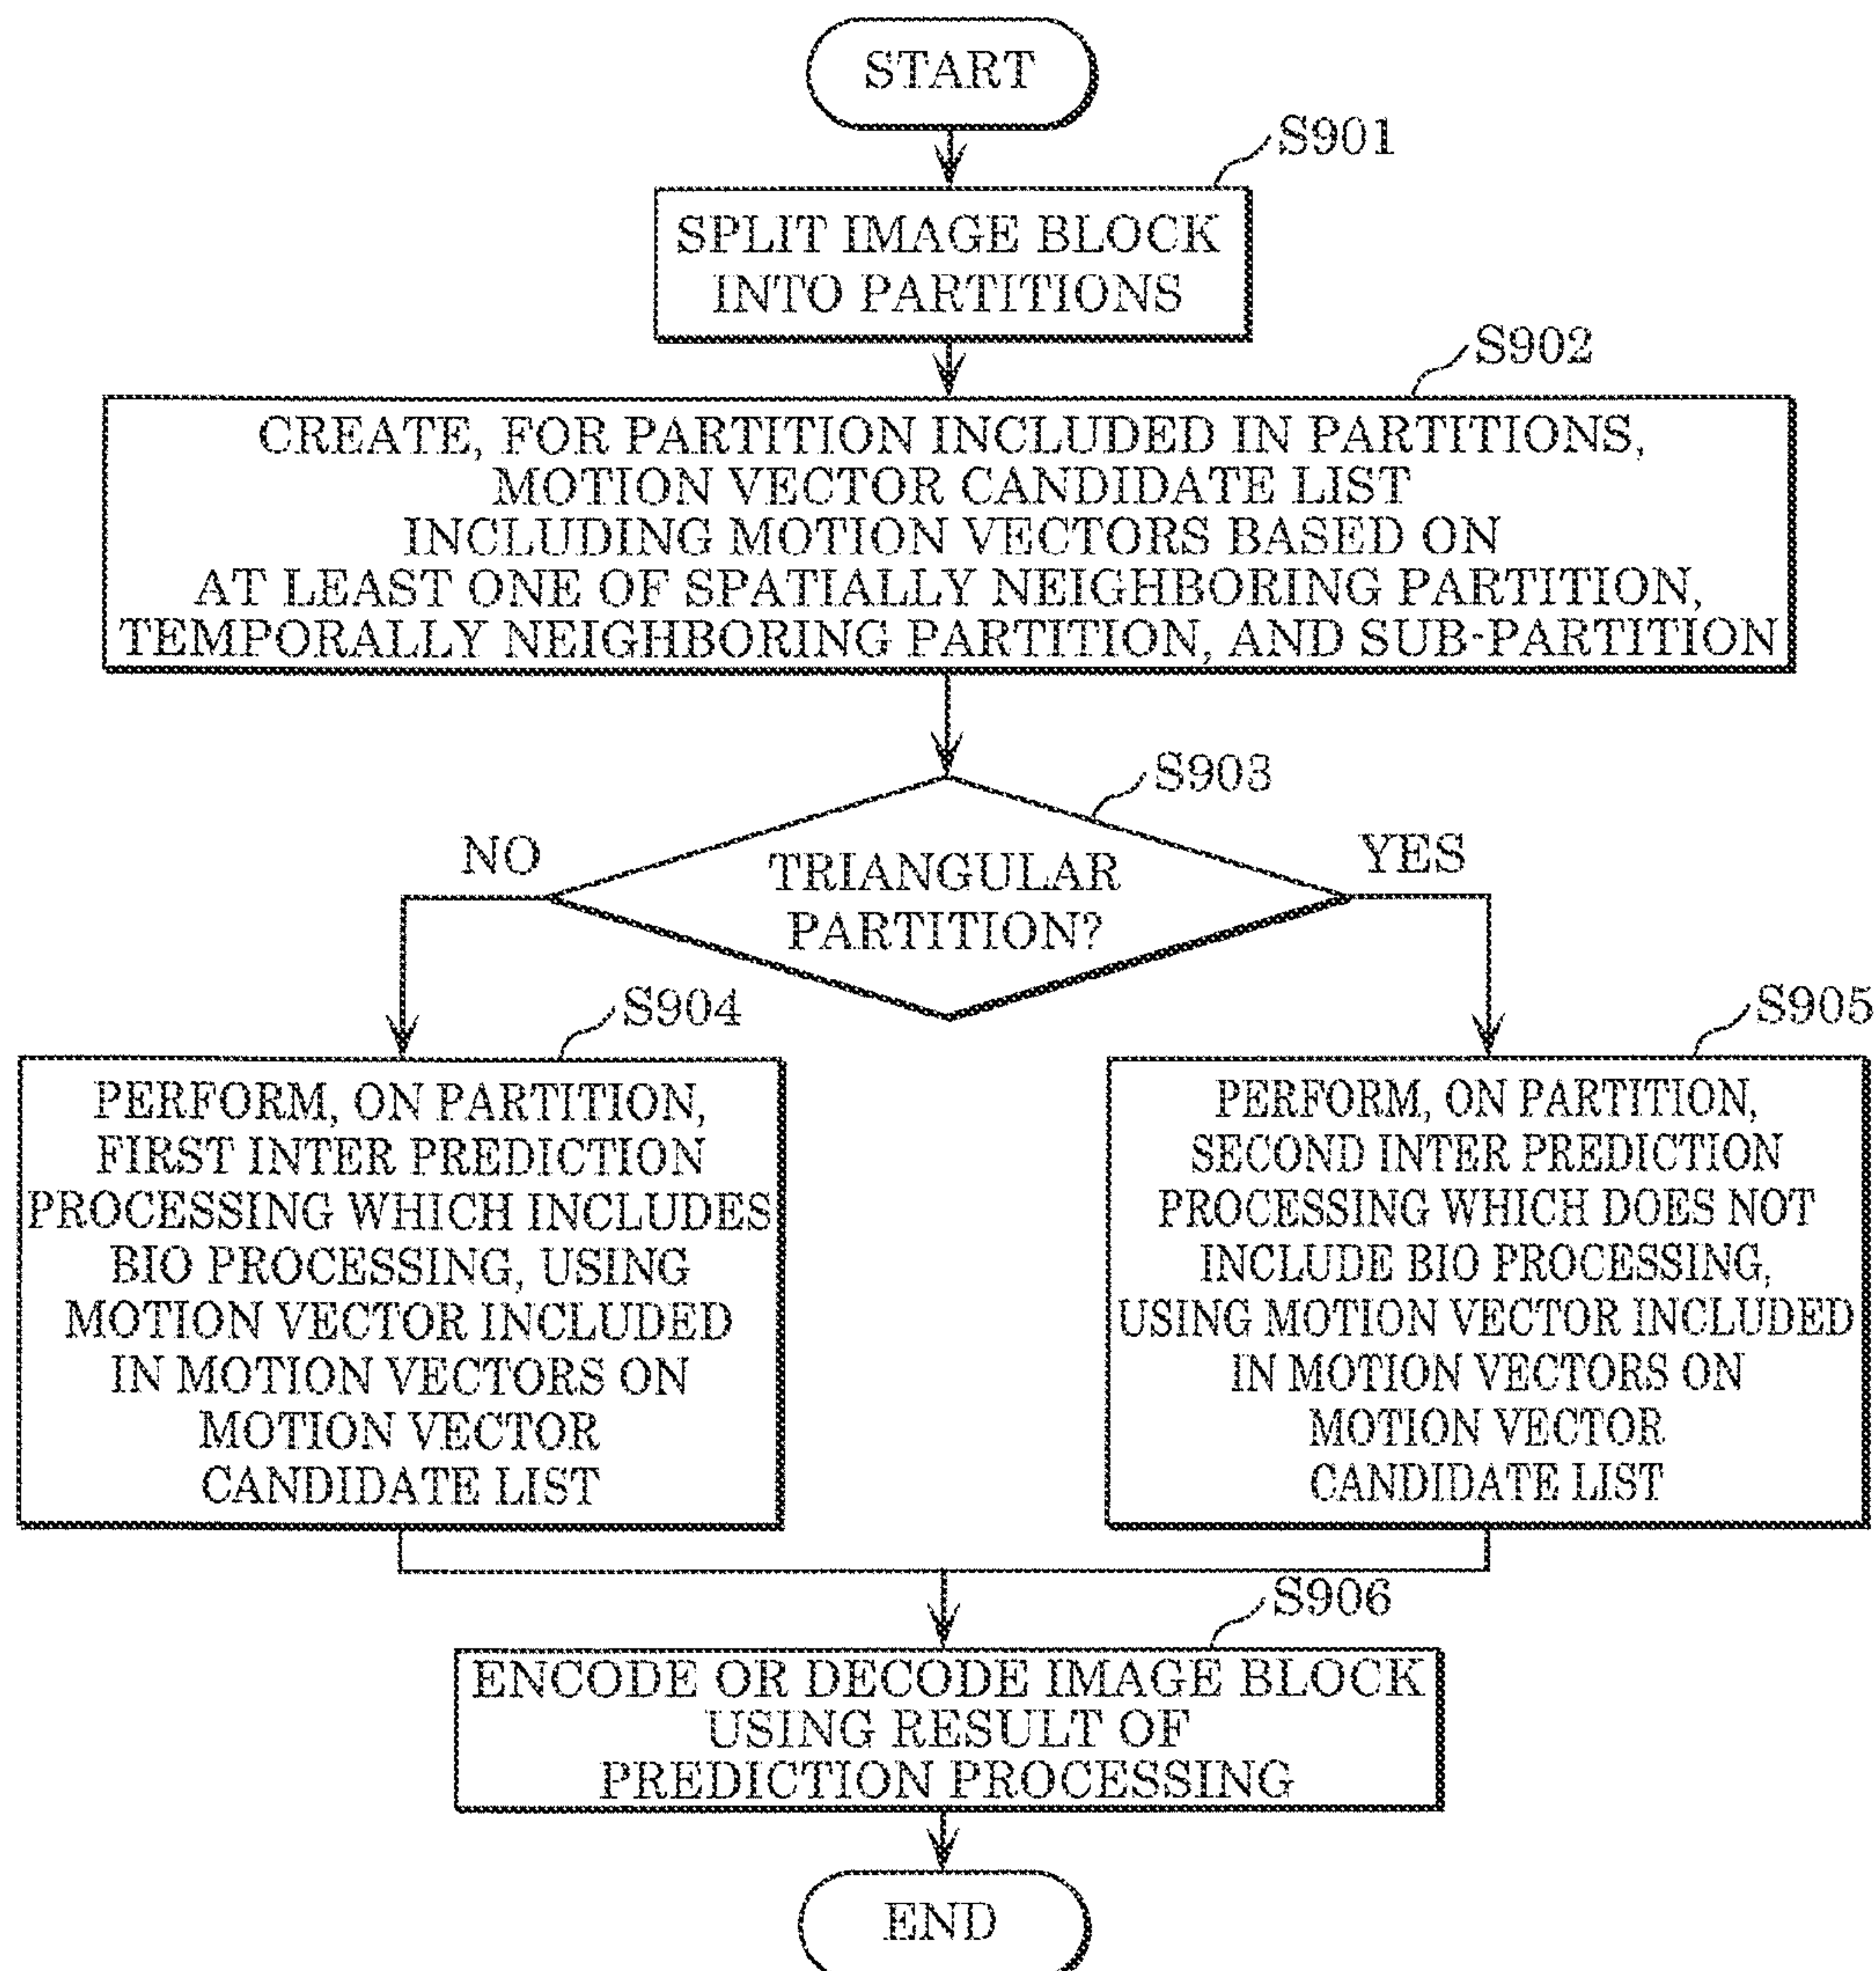 START
S901
SPLIT IMAGE BLOCK
INTO PARTITIONS
S902
CREATE, FOR PARTITION INCLUDED IN PARTITIONS,
MOTION VECTOR CANDIDATE LIST
INCLUDING MOTION VECTORS BASED ON
AT LEAST ONE OF SPATIALLY NEIGHBORING PARTITION,
TEMPORALLY NEIGHBORING PARTITION, AND SUB-PARTITION
S903
NO
YES
TRIANGULAR
PARTITION?
S904
PERFORM, ON PARTITION,
FIRST INTER PREDICTION
PROCESSING WHICH INCLUDES
BIO PROCESSING, USING
MOTION VECTOR INCLUDED
IN MOTION VECTORS ON
MOTION VECTOR
CANDIDATE LIST
S905
PERFORM, ON PARTITION,
SECOND INTER PREDICTION
PROCESSING WHICH DOES NOT
INCLUDE BIO PROCESSING,
USING MOTION VECTOR INCLUDED
IN MOTION VECTORS ON
MOTION VECTOR
CANDIDATE LIST
S906
ENCODE OR DECODE IMAGE BLOCK
USING RESULT OF
PREDICTION PROCESSING
END